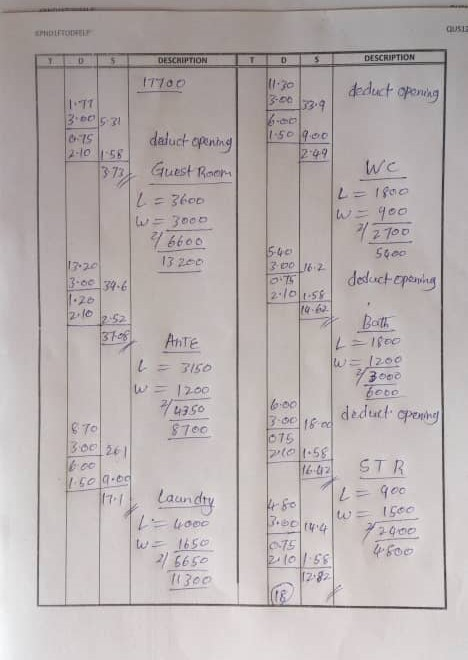 QUS12
T D S DESCRIPTION T D S DESCRIPTION
17700
1.77
3.00 5.31
0.75
2.10 1.58
3.73
deduct opening
Guest Room
L = 3600
W = 3000
2/ 6600
13200
13.20
3.00 39.6
1.20
2.10 2.52
37.08
ANTE
L = 3150
W = 1200
2/ 4350
8700
8.70
3.00 26.1
6.00
1.50 9.00
17.1
Laundry
L = 4000
W = 1650
2/ 5650
11300
11.30
3.00 33.9
6.00
1.50 9.00
2.49
deduct opening
WC
L = 1800
W = 900
2/ 2700
5400
5.40
3.00 16.2
0.75
2.10 1.58
14.62
deduct opening
Bath
L = 1800
W = 1200
2/ 3000
6000
6.00
3.00 18.00
075
2.10 1.58
16.42
deduct opening
STR
L = 900
W = 1500
2/ 2400
4800
4.80
3.00 14.4
0.75
2.10 1.58
12.82
18